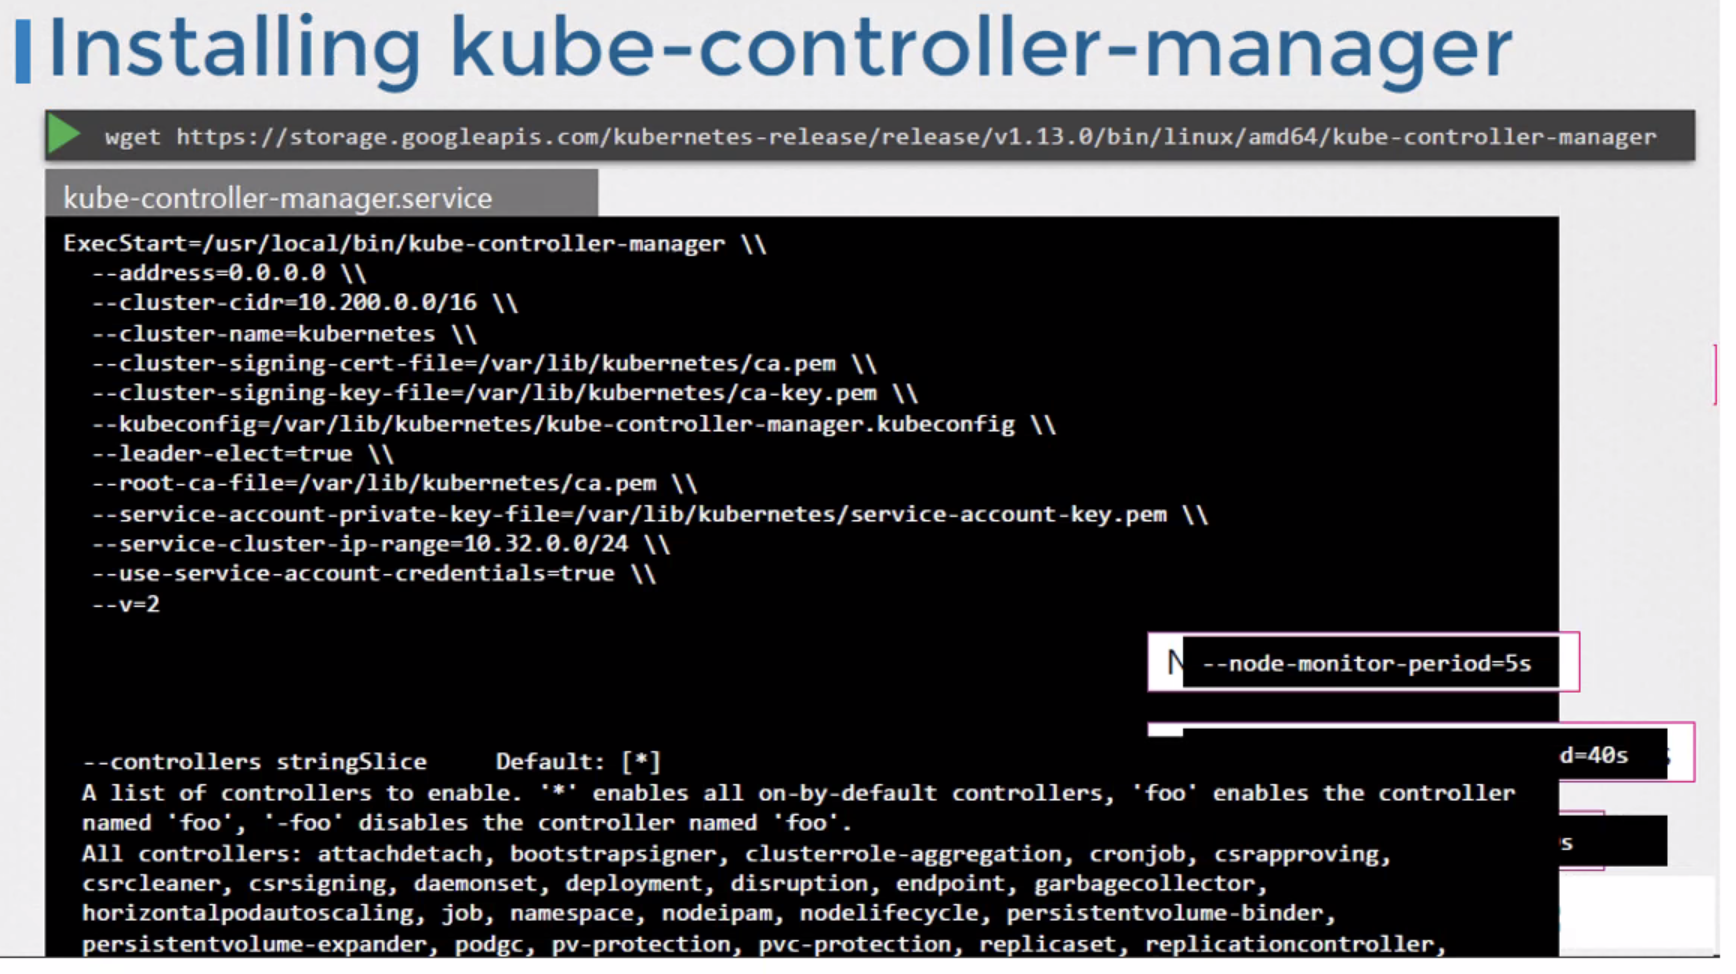 Installing kube-controller-manager
wget https://storage.googleapis.com/kubernetes-release/release/v1.13.0/bin/linux/amd64/kube-controller-manager
kube-controller-manager.service
ExecStart=/usr/local/bin/kube-controller-manager \\
--address=0.0.0.0 \\
--cluster-cidr=10.200.0.0/16 \\
--cluster-name=kubernetes \\
--cluster-signing-cert-file=/var/lib/kubernetes/ca.pem \\
--cluster-signing-key-file=/var/lib/kubernetes/ca-key.pem \\
--kubeconfig=/var/lib/kubernetes/kube-controller-manager.kubeconfig \\
--leader-elect=true \\
--root-ca-file=/var/lib/kubernetes/ca.pem \\
--service-account-private-key-file=/var/lib/kubernetes/service-account-key.pem \\
--service-cluster-ip-range=10.32.0.0/24 \\
--use-service-account-credentials=true \\
--v=2
N --node-monitor-period=5s
d=40s
s
--controllers stringSlice     Default: [*]
A list of controllers to enable. '*' enables all on-by-default controllers, 'foo' enables the controller
named 'foo', '-foo' disables the controller named 'foo'.
All controllers: attachdetach, bootstrapsigner, clusterrole-aggregation, cronjob, csrapproving,
csrcleaner, csrsigning, daemonset, deployment, disruption, endpoint, garbagecollector,
horizontalpodautoscaling, job, namespace, nodeipam, nodelifecycle, persistentvolume-binder,
persistentvolume-expander, podgc, pv-protection, pvc-protection, replicaset, replicationcontroller,